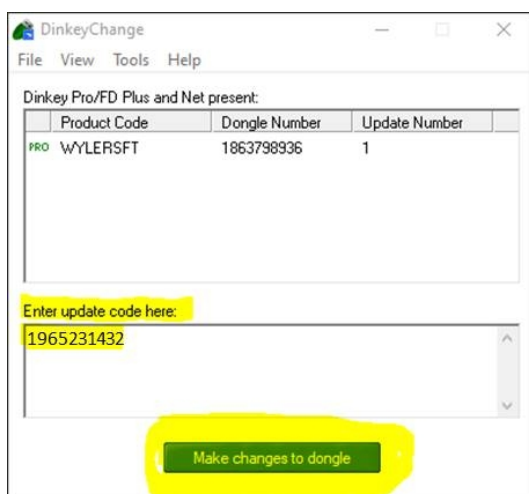 DinkeyChange
File View Tools Help
Dinkey Pro/FD Plus and Net present:
Product Code Dongle Number Update Number
PRO WYLERSFT 1863798936 1
Enter update code here:
1965231432
Make changes to dongle